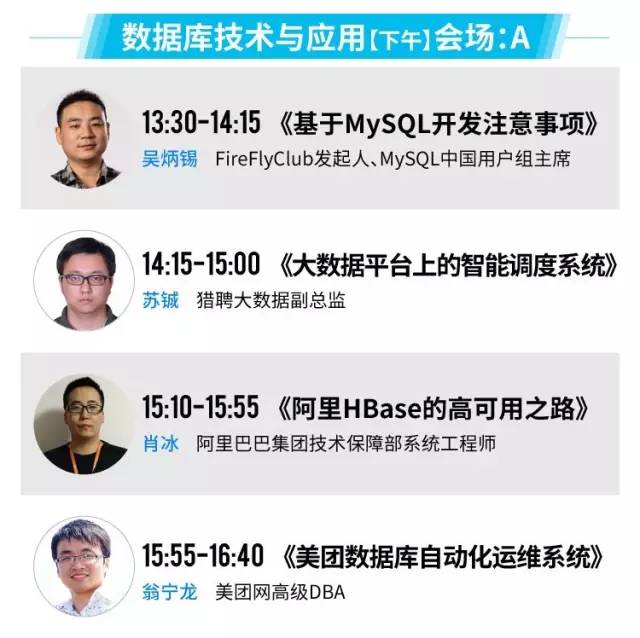 数据库技术与应用【下午】会场：A
13:30-14:15 《基于MySQL开发注意事项》
吴炳锡 FireFlyClub发起人、MySQL中国用户组主席
14:15-15:00 《大数据平台上的智能调度系统》
苏铖 猎聘大数据副总监
15:10-15:55 《阿里HBase的高可用之路》
肖冰 阿里巴巴集团技术保障部系统工程师
15:55-16:40 《美团数据库自动化运维系统》
翁宁龙 美团网高级DBA